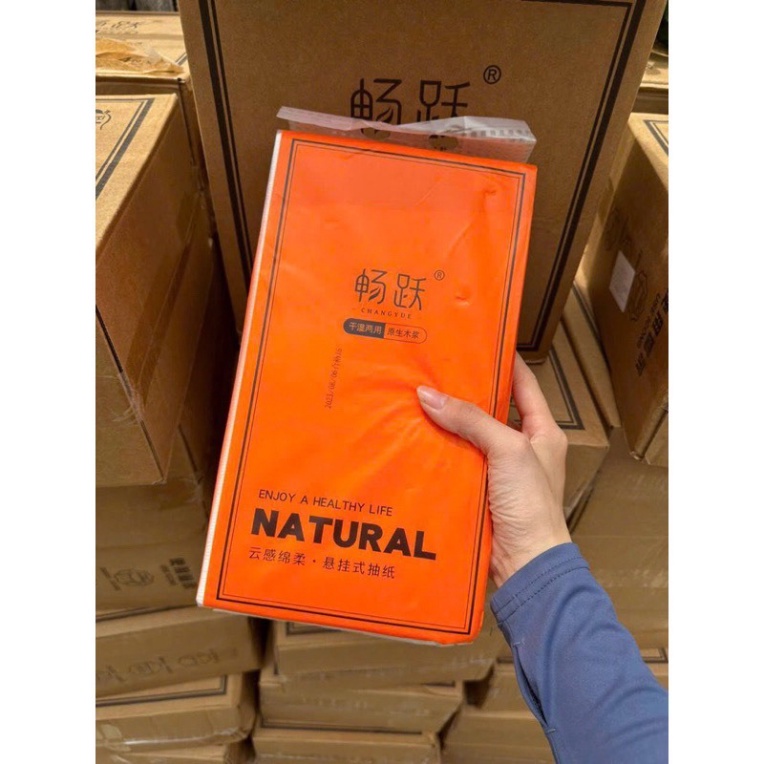 畅跃®
畅跃®
CHANGYUE
干湿两用 原生木浆
ENJOY A HEALTHY LIFE
NATURAL
云感绵柔·悬挂式抽纸